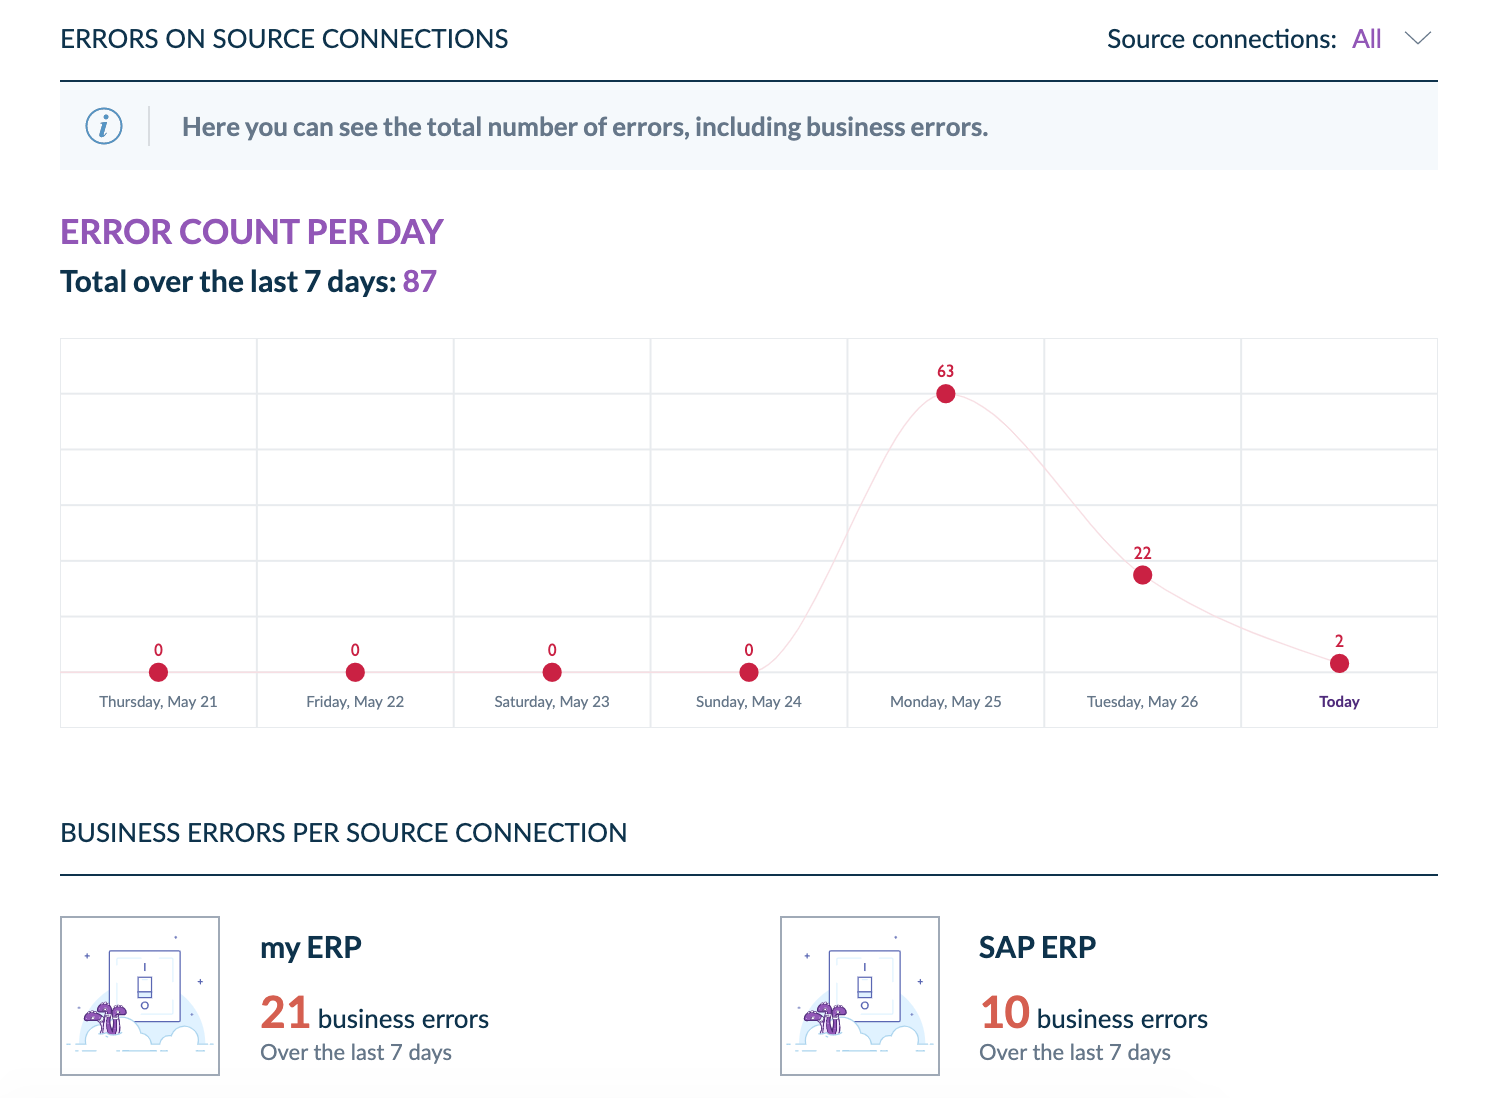 ERRORS ON SOURCE CONNECTIONS
Source connections: All
Here you can see the total number of errors, including business errors.
ERROR COUNT PER DAY
Total over the last 7 days: 87
63
22
2
0 0 0 0
Thursday, May 21 Friday, May 22 Saturday, May 23 Sunday, May 24 Monday, May 25 Tuesday, May 26 Today
BUSINESS ERRORS PER SOURCE CONNECTION
my ERP
21 business errors
Over the last 7 days
SAP ERP
10 business errors
Over the last 7 days